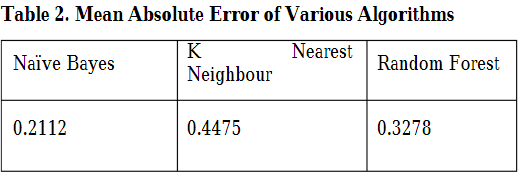 Table 2. Mean Absolute Error of Various Algorithms
Naïve Bayes
K Nearest
Neighbour
Random Forest
0.2112
0.4475
0.3278